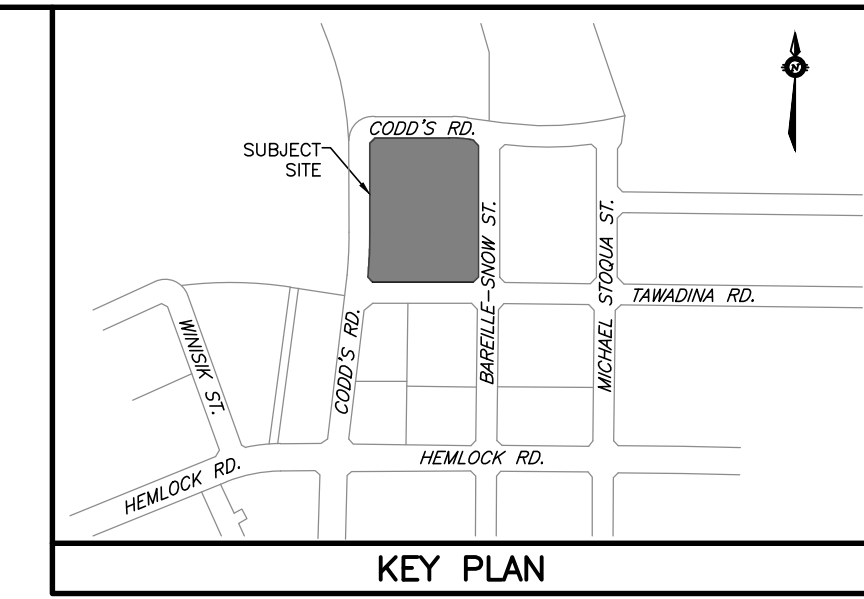 N
CODD'S RD.
SUBJECT
SITE
BAREILLE-SNOW ST.
MICHAEL STOQUA ST.
TAWADINA RD.
WINISIK ST.
CODD'S RD.
HEMLOCK RD.
HEMLOCK RD.
KEY PLAN